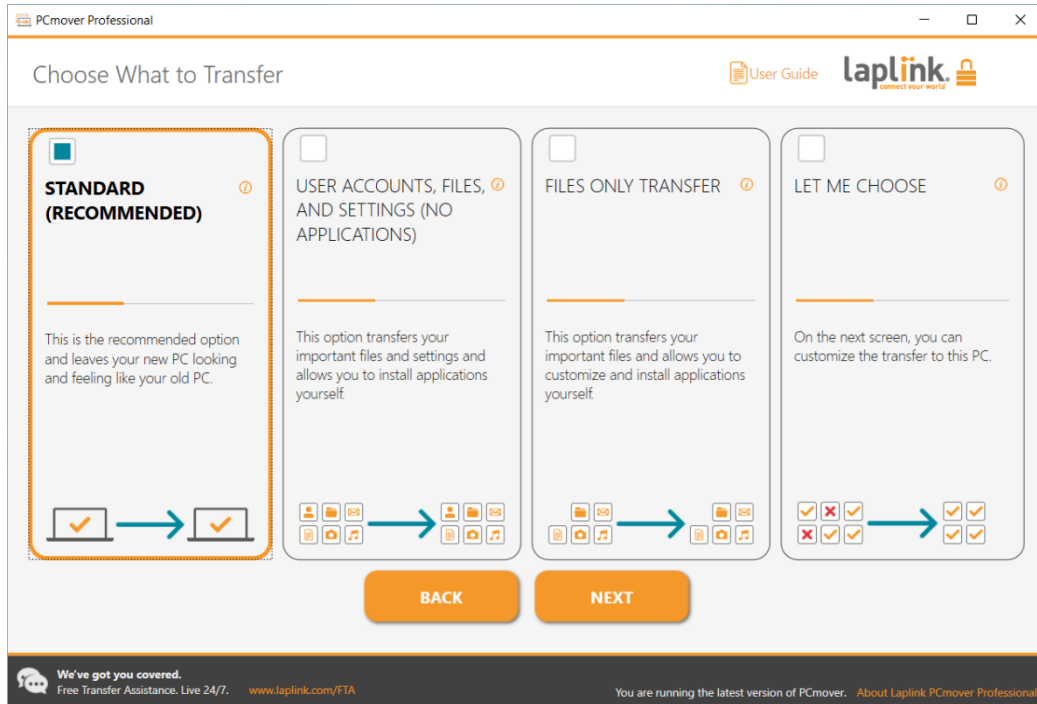 PCmover Professional
Choose What to Transfer
User Guide
laplink.
connect your world
STANDARD
(RECOMMENDED)
This is the recommended option
and leaves your new PC looking
and feeling like your old PC.
USER ACCOUNTS, FILES,
AND SETTINGS (NO
APPLICATIONS)
This option transfers your
important files and settings and
allows you to install applications
yourself.
FILES ONLY TRANSFER
This option transfers your
important files and allows you to
customize and install applications
yourself.
LET ME CHOOSE
On the next screen, you can
customize the transfer to this PC.
BACK
NEXT
We've got you covered.
Free Transfer Assistance. Live 24/7. www.laplink.com/FTA
You are running the latest version of PCmover. About Laplink PCmover Professional